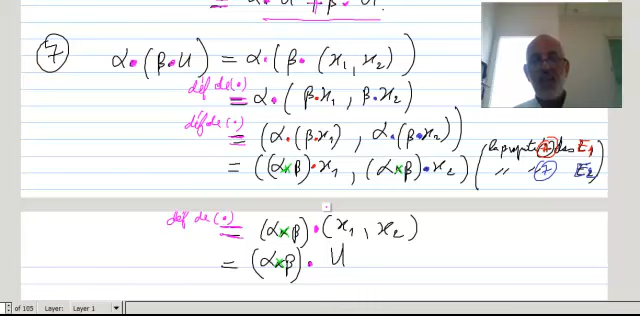 = α . U + β . U.
7 α.(β.U) = α.(β.(x₁, x₂))
déf de (.) = α.(β.x₁, β.x₂)
déf de (.) = (α.(β.x₁), α.(β.x₂))
= ((α×β).x₁, (α×β).x₂) (la propriété 7 dans E₁
" " 7 E₂)
déf de (.) = (α×β).(x₁, x₂)
= (α×β). U
of 105 Layer: Layer 1